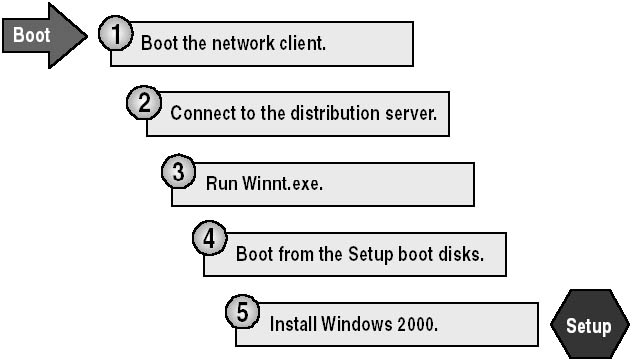 Boot
1
Boot the network client.
2
Connect to the distribution server.
3
Run Winnt.exe.
4
Boot from the Setup boot disks.
5
Install Windows 2000.
Setup